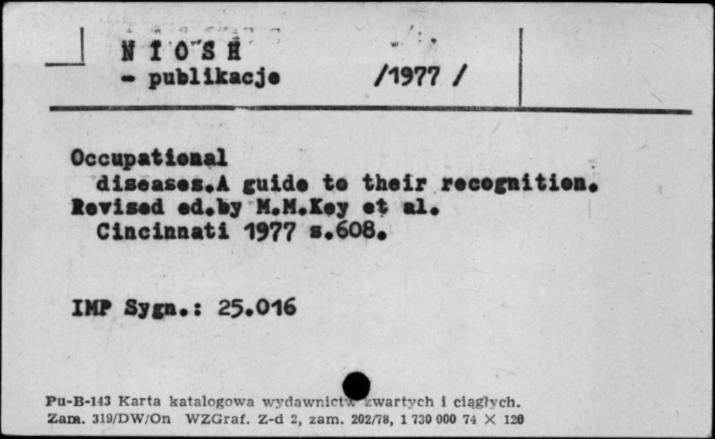 N I O S H
- publikacje /1977 /
Occupational
diseases.A guide to their recognition.
Revised ed.by M.M.Key et al.
Cincinnati 1977 s.608.
IMP Sygn.: 25.016
Pu-B-143 Karta katalogowa wydawnictw zwartych i ciągłych.
Zam. 319/DW/On WZGraf. Z-d 2, zam. 202/78, 1 730 000 74 X 120